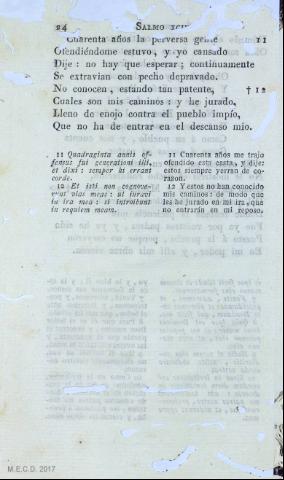 24 SALMO XCIV
Cuarenta años la perversa gente 11
Ofendiéndome estuvo, y yo cansado
Dije: no hay que esperar; continuamente
Se extravian con pecho depravado.
No conocen, estando tan patente, † 12
Cuales son mis caminos: y he jurado,
Lleno de enojo contra el pueblo impío,
Que no ha de entrar en el descanso mio.
11 Quadraginta annis offensus fui generationi illi,
et dixi: semper hi errant
corde.
12 Et isti non cognoverunt vias meas: ut juravi
in ira mea: si introibunt
in requiem meam.
11 Cuarenta años me trajo
ofendido esta casta, y dije:
estos siempre yerran de corazon.
12 Y estos no han conocido
mis caminos: de modo que
les he jurado en mi ira, que
no entrarán en mi reposo.
M.E.C.D. 2017